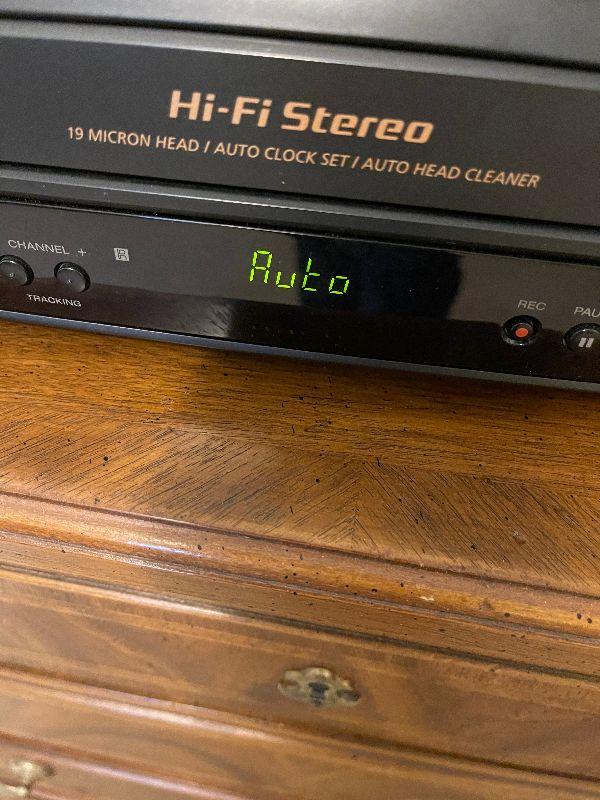 Hi-Fi Stereo
19 MICRON HEAD / AUTO CLOCK SET / AUTO HEAD CLEANER
CHANNEL +
Auto
REC
TRACKING